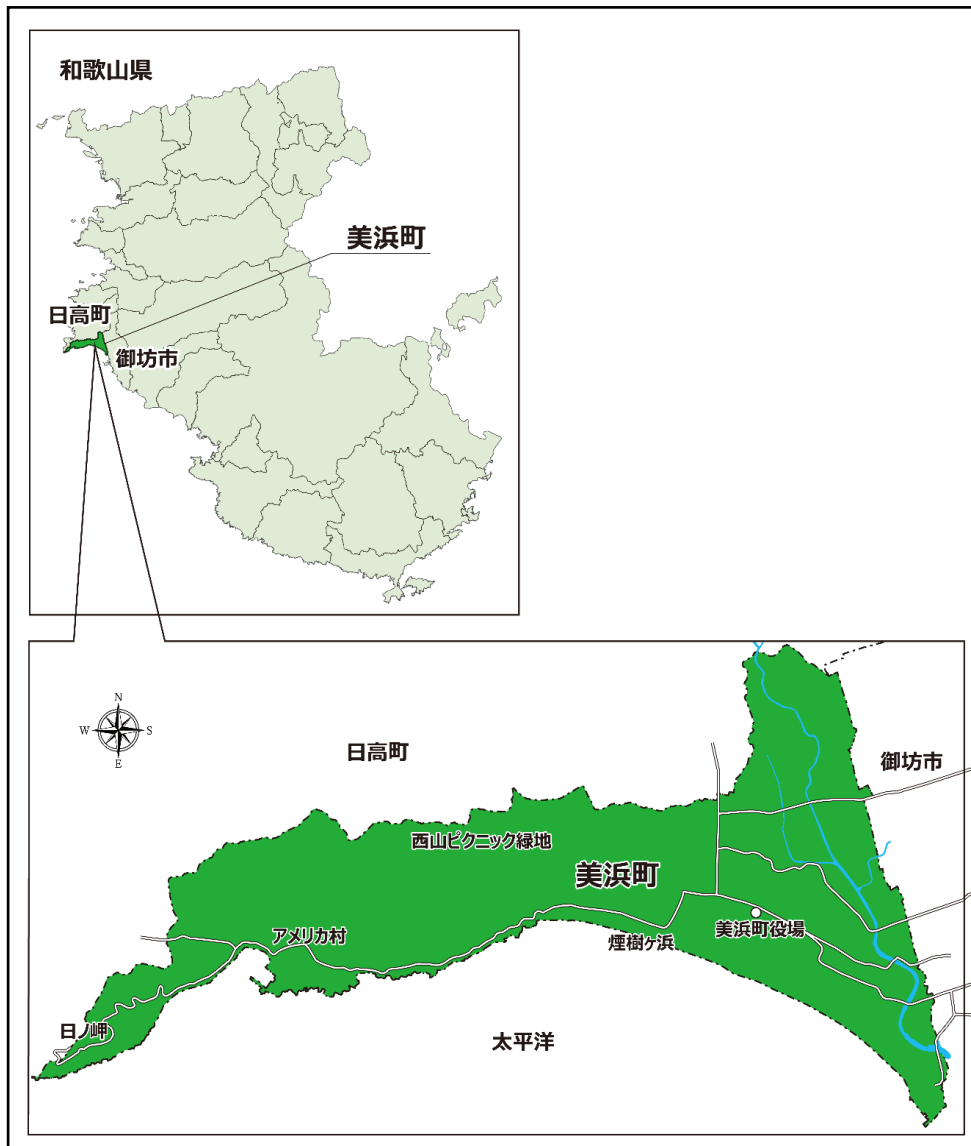 和歌山県
美浜町
日高町
御坊市
N
W
S
E
日高町
御坊市
西山ピクニック緑地
美浜町
アメリカ村
煙樹ヶ浜
美浜町役場
日ノ岬
太平洋